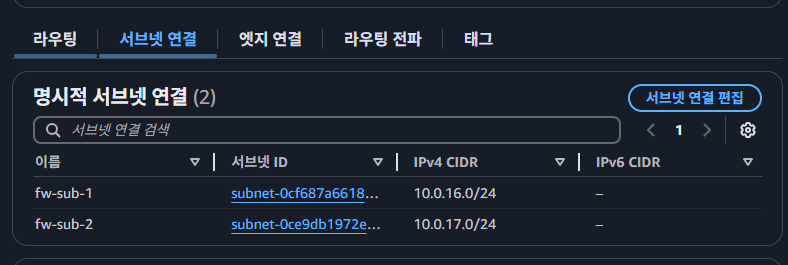 라우팅 서브넷 연결 엣지 연결 라우팅 전파 태그
명시적 서브넷 연결 (2)
서브넷 연결 편집
서브넷 연결 검색
1
이름 서브넷 ID IPv4 CIDR IPv6 CIDR
fw-sub-1 subnet-0cf687a6618... 10.0.16.0/24 –
fw-sub-2 subnet-0ce9db1972e... 10.0.17.0/24 –